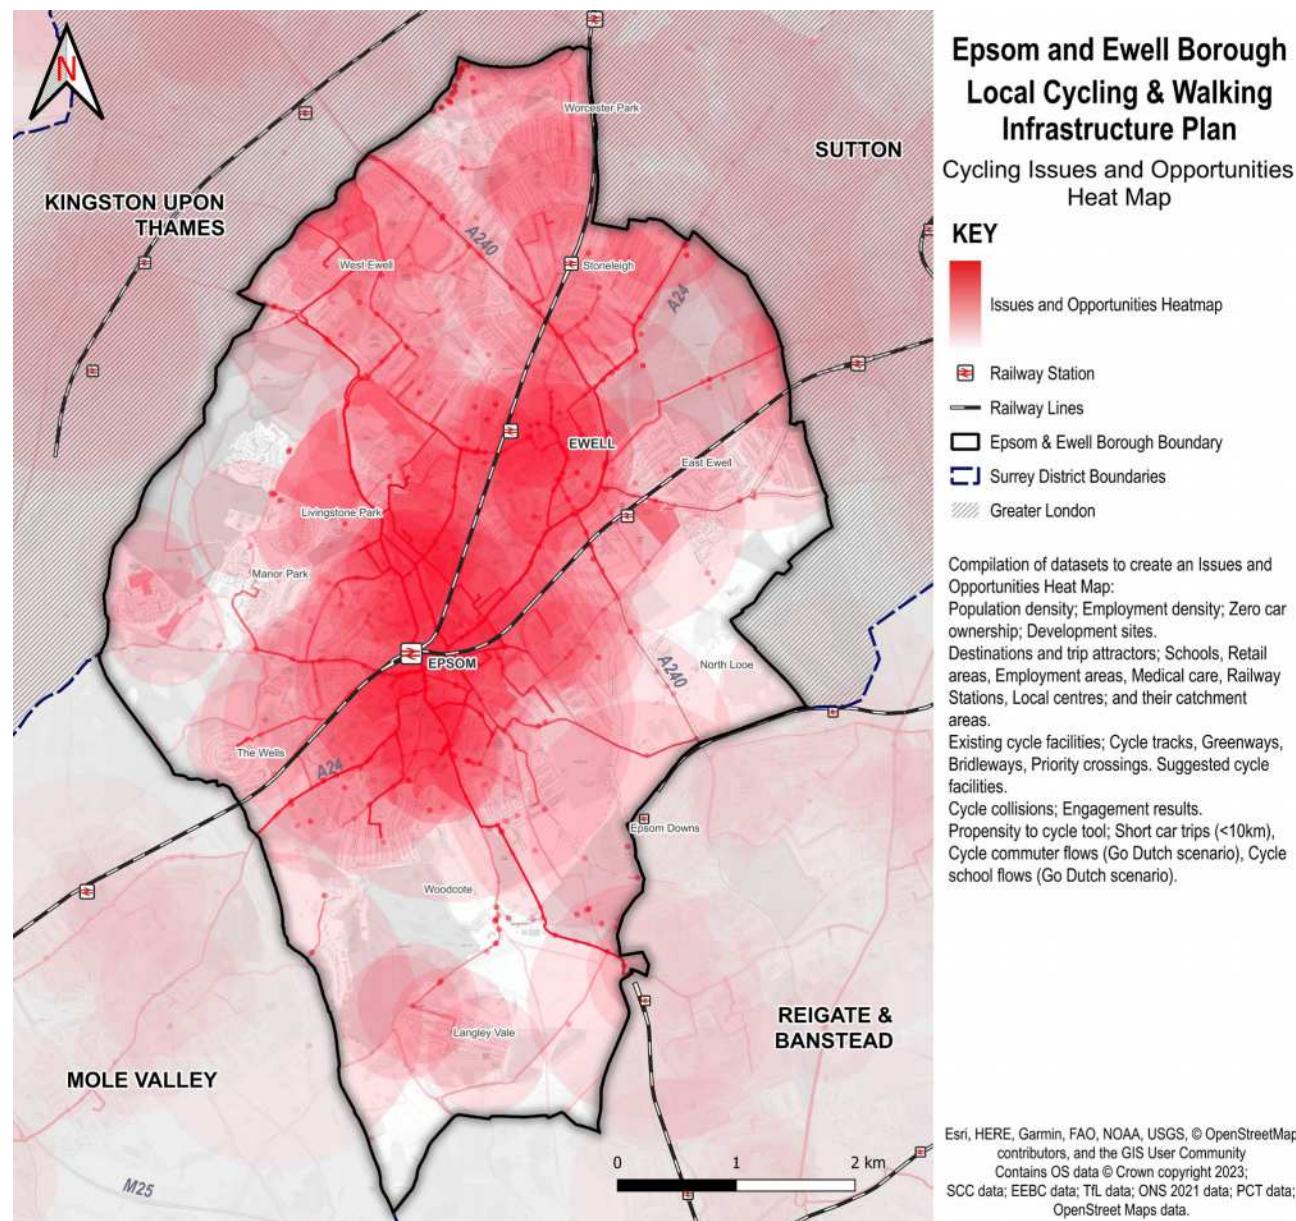 N
Worcester Park
SUTTON
KINGSTON UPON
THAMES
A240
West Ewell
Stoneleigh
A24
EWELL
East Ewell
Livingstone Park
Manor Park
EPSOM
North Looe
A240
The Wells
A24
Epsom Downs
Woodcote
Langley Vale
REIGATE &
BANSTEAD
MOLE VALLEY
M25
0 1 2 km
Epsom and Ewell Borough
Local Cycling & Walking
Infrastructure Plan
Cycling Issues and Opportunities
Heat Map
KEY
Issues and Opportunities Heatmap
Railway Station
Railway Lines
Epsom & Ewell Borough Boundary
Surrey District Boundaries
Greater London
Compilation of datasets to create an Issues and
Opportunities Heat Map:
Population density; Employment density; Zero car
ownership; Development sites.
Destinations and trip attractors; Schools, Retail
areas, Employment areas, Medical care, Railway
Stations, Local centres; and their catchment
areas.
Existing cycle facilities; Cycle tracks, Greenways,
Bridleways, Priority crossings. Suggested cycle
facilities.
Cycle collisions; Engagement results.
Propensity to cycle tool; Short car trips (<10km),
Cycle commuter flows (Go Dutch scenario), Cycle
school flows (Go Dutch scenario).
Esri, HERE, Garmin, FAO, NOAA, USGS, © OpenStreetMap
contributors, and the GIS User Community
Contains OS data © Crown copyright 2023;
SCC data; EEBC data; TfL data; ONS 2021 data; PCT data;
OpenStreet Maps data.